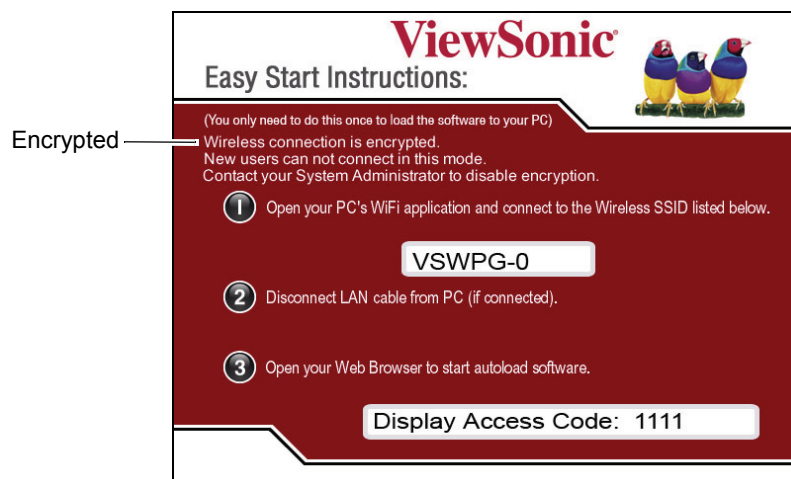 ViewSonic
Easy Start Instructions:
(You only need to do this once to load the software to your PC)
Encrypted
Wireless connection is encrypted.
New users can not connect in this mode.
Contact your System Administrator to disable encryption.
1 Open your PC's WiFi application and connect to the Wireless SSID listed below.
VSWPG-0
2 Disconnect LAN cable from PC (if connected).
3 Open your Web Browser to start autoload software.
Display Access Code: 1111